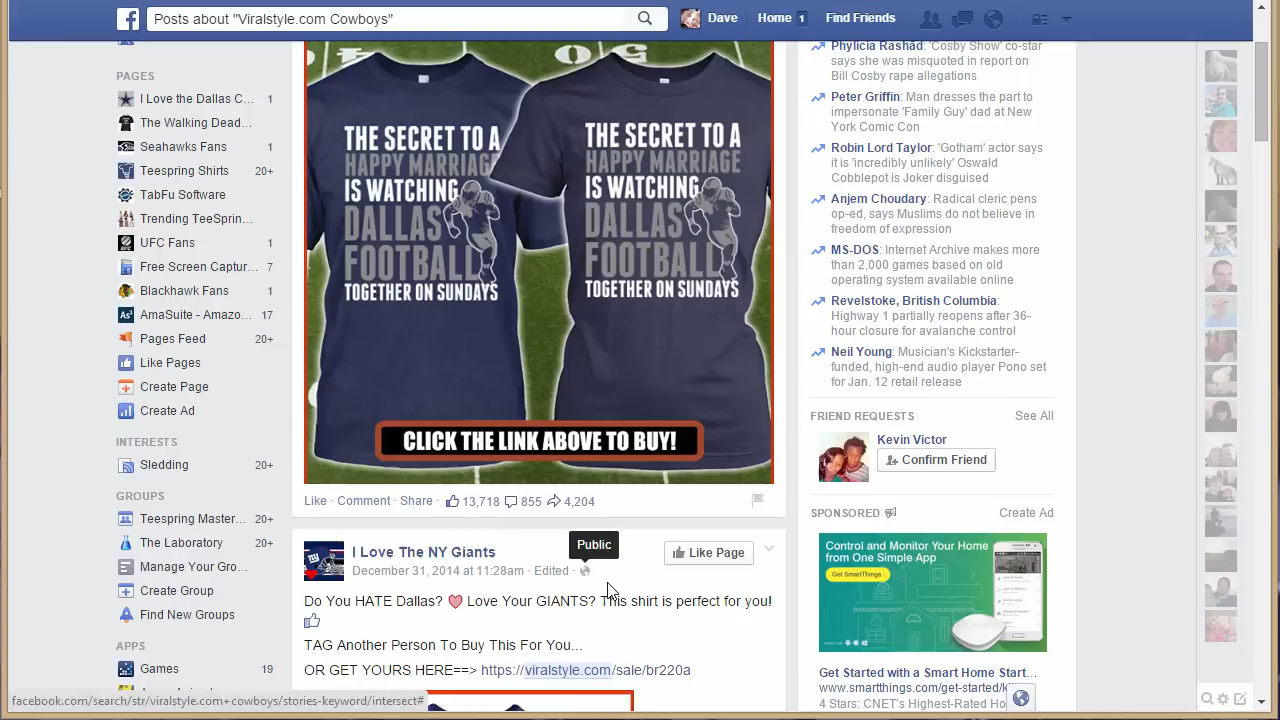 Posts about "Viralstyle.com Cowboys"
Dave
Home 1
Find Friends
PAGES
I Love the Dallas C... 1
The Walking Dead...
Seahawks Fans 1
Teespring Shirts 20+
TabFu Software
Trending TeeSprin...
UFC Fans 1
Free Screen Captur... 7
Blackhawk Fans 1
AmaSuite - Amazo... 17
Pages Feed 20+
Like Pages
Create Page
Create Ad
INTERESTS
Sledding 20+
GROUPS
Teespring Master... 20+
The Laboratory 20+
See Your Group...
Create Group
Find New Groups
APPS
Games 19
THE SECRET TO A
HAPPY MARRIAGE
IS WATCHING
DALLAS
FOOTBALL
TOGETHER ON SUNDAYS
THE SECRET TO A
HAPPY MARRIAGE
IS WATCHING
DALLAS
FOOTBALL
TOGETHER ON SUNDAYS
CLICK THE LINK ABOVE TO BUY!
Like · Comment · Share · 13,718 855 4,204
Public
I Love The NY Giants
Like Page
December 31, 2014 at 11:28am · Edited ·
Do You HATE Dallas? Love Your GIANTS? This shirt is perfect for you!
TAG Another Person To Buy This For You...
OR GET YOURS HERE==> https://viralstyle.com/sale/br220a
Phylicia Rashad: 'Cosby Show' co-star
says she was misquoted in report on
Bill Cosby rape allegations
Peter Griffin: Man dresses the part to
impersonate 'Family Guy' dad at New
York Comic Con
Robin Lord Taylor: 'Gotham' actor says
it is 'incredibly unlikely' Oswald
Cobblepot is Joker disguised
Anjem Choudary: Radical cleric pens
op-ed, says Muslims do not believe in
freedom of expression
MS-DOS: Internet Archive makes more
than 2,000 games based on old
operating system available online
Revelstoke, British Columbia:
Highway 1 partially reopens after 36-
hour closure for avalanche control
Neil Young: Musician's Kickstarter-
funded, high-end audio player Pono set
for Jan. 12 retail release
FRIEND REQUESTS See All
Kevin Victor
Confirm Friend
SPONSORED Create Ad
Control and Monitor Your Home
from One Simple App
Get SmartThings
Get Started with a Smart Home Start...
www.smartthings.com/get-started/
4 Stars: CNET's Highest-Rated Ho
facebook.com/search/str/viralstyle.com+cowboys/stories-keyword/intersect#